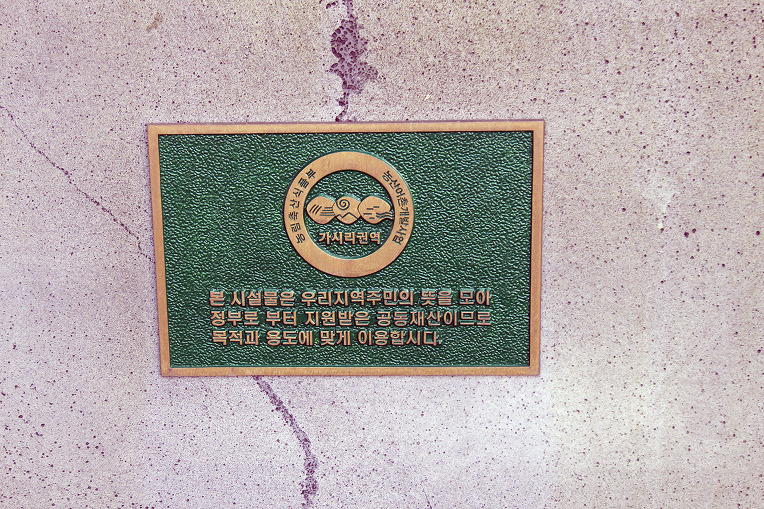 농림축산식품부
농산어촌개발사업
가시리권역
본 시설물은 우리지역주민의 뜻을 모아
정부로 부터 지원받은 공동재산이므로
목적과 용도에 맞게 이용합시다.